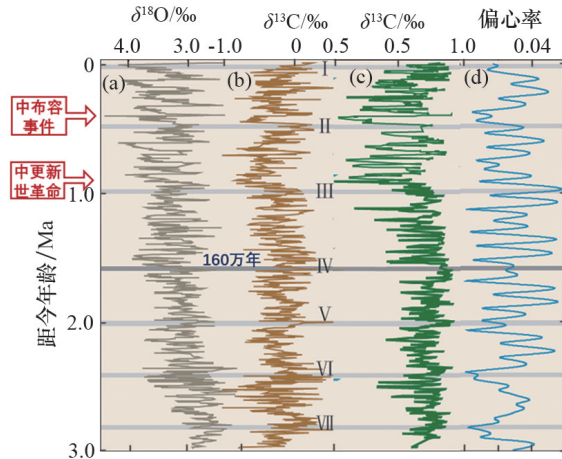 δ¹⁸O/‰ δ¹³C/‰ δ¹³C/‰ 偏心率
4.0 3.0 -1.0 0 0.5 0.5 1.0 0.04
0 (a) (b) I (c) (d)
中布容
事件
II
中更新
世革命
III
1.0
160万年 IV
V
2.0
VI
VII
3.0
距今年龄/Ma